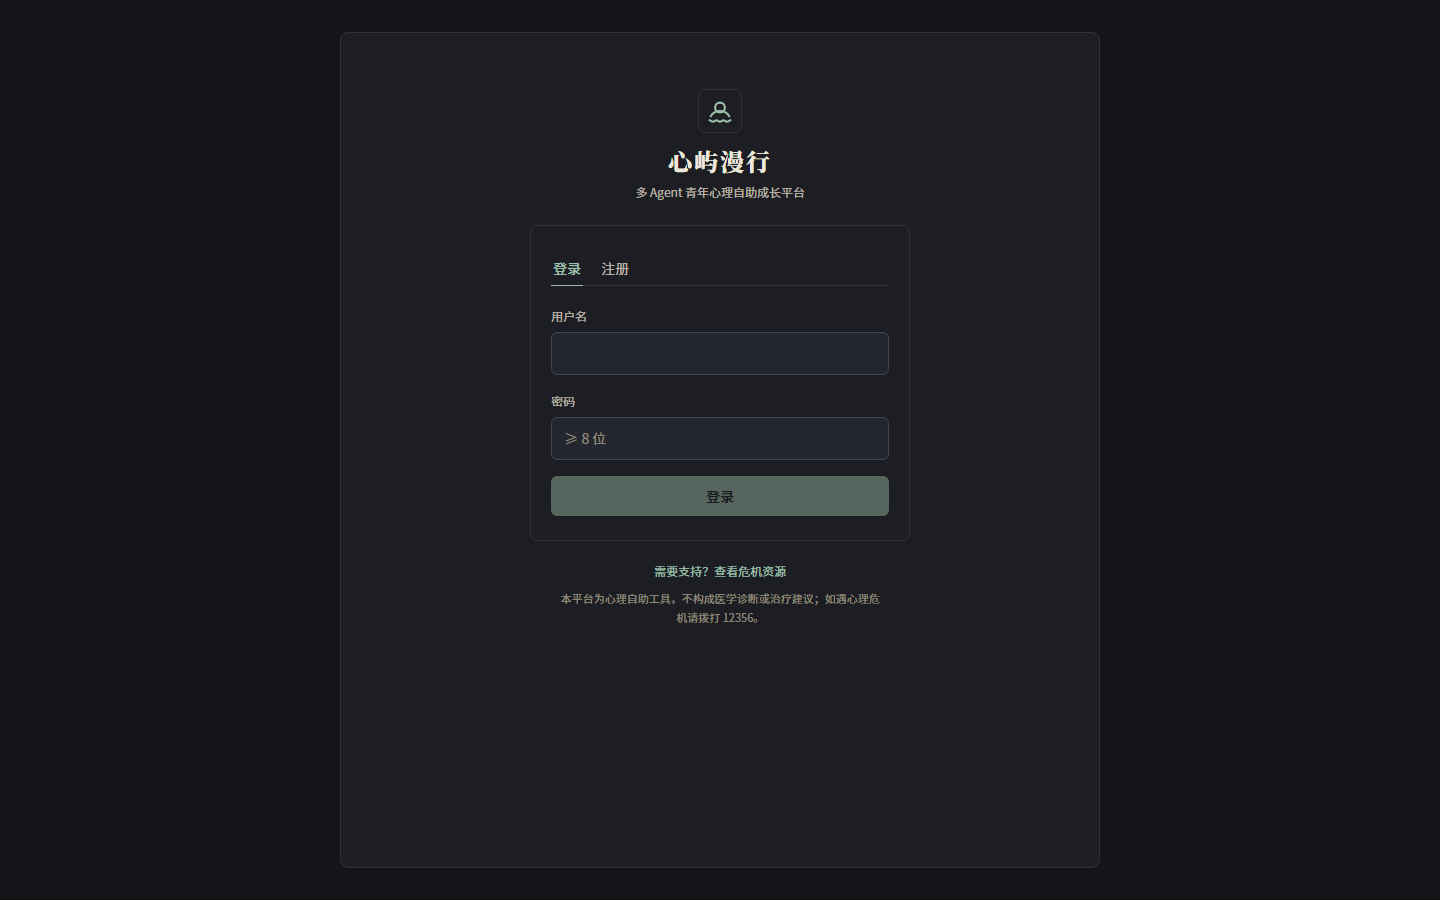 心屿漫行
多 Agent 青年心理自助成长平台
登录 注册
用户名
密码
≥ 8 位
登录
需要支持？查看危机资源
本平台为心理自助工具，不构成医学诊断或治疗建议；如遇心理危
机请拨打 12356。